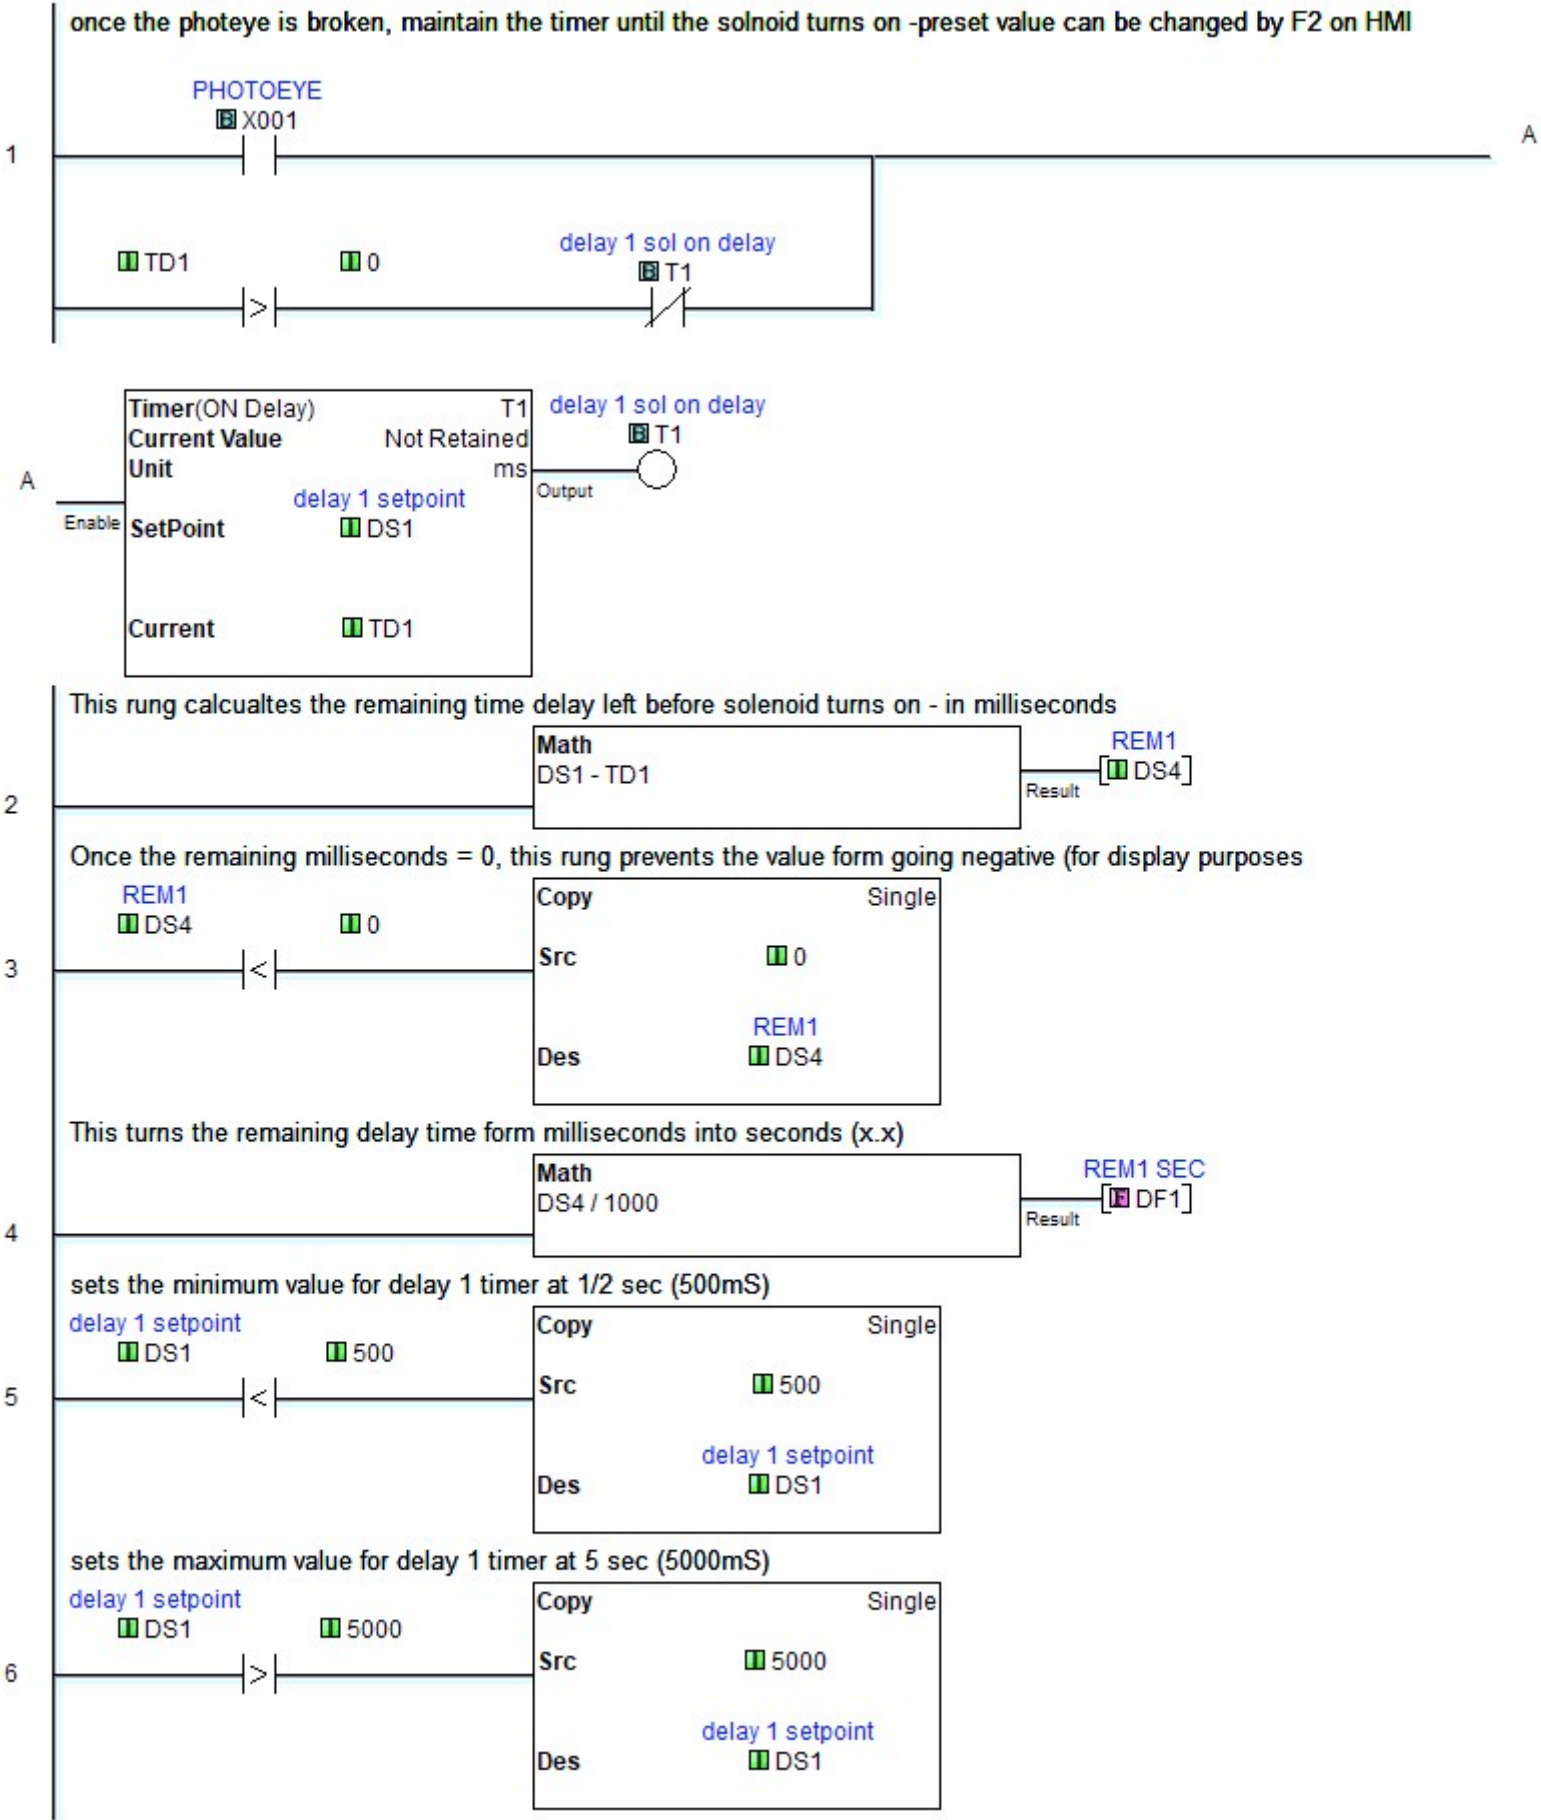 once the photeye is broken, maintain the timer until the solnoid turns on -preset value can be changed by F2 on HMI
PHOTOEYE
B X001
1
A
TD1 0
delay 1 sol on delay
B T1
>
Timer(ON Delay) T1
Current Value Not Retained
Unit ms
delay 1 setpoint
SetPoint DS1
Current TD1
A
Enable
delay 1 sol on delay
B T1
Output
This rung calcualtes the remaining time delay left before solenoid turns on - in milliseconds
Math
DS1 - TD1
REM1
DS4
Result
2
Once the remaining milliseconds = 0, this rung prevents the value form going negative (for display purposes
REM1
DS4 0
3
<
Copy Single
Src 0
REM1
Des DS4
This turns the remaining delay time form milliseconds into seconds (x.x)
Math
DS4 / 1000
REM1 SEC
F DF1
Result
4
sets the minimum value for delay 1 timer at 1/2 sec (500mS)
delay 1 setpoint
DS1 500
5
<
Copy Single
Src 500
delay 1 setpoint
Des DS1
sets the maximum value for delay 1 timer at 5 sec (5000mS)
delay 1 setpoint
DS1 5000
6
>
Copy Single
Src 5000
delay 1 setpoint
Des DS1